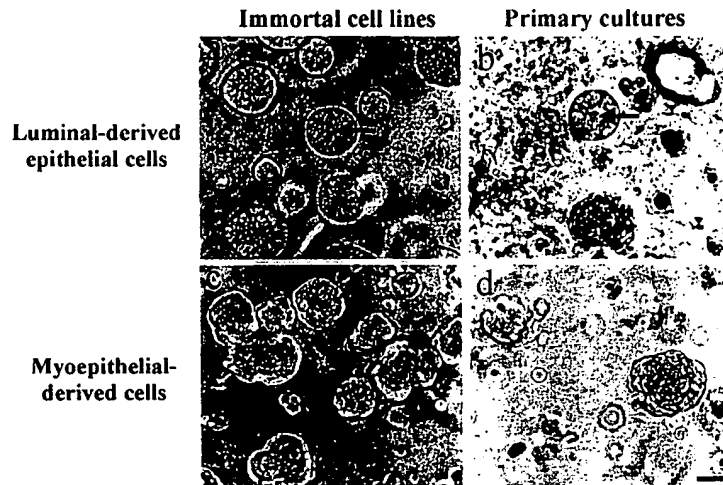 Immortal cell lines
Primary cultures
b
Luminal-derived
epithelial cells
d
Myoepithelial-
derived cells